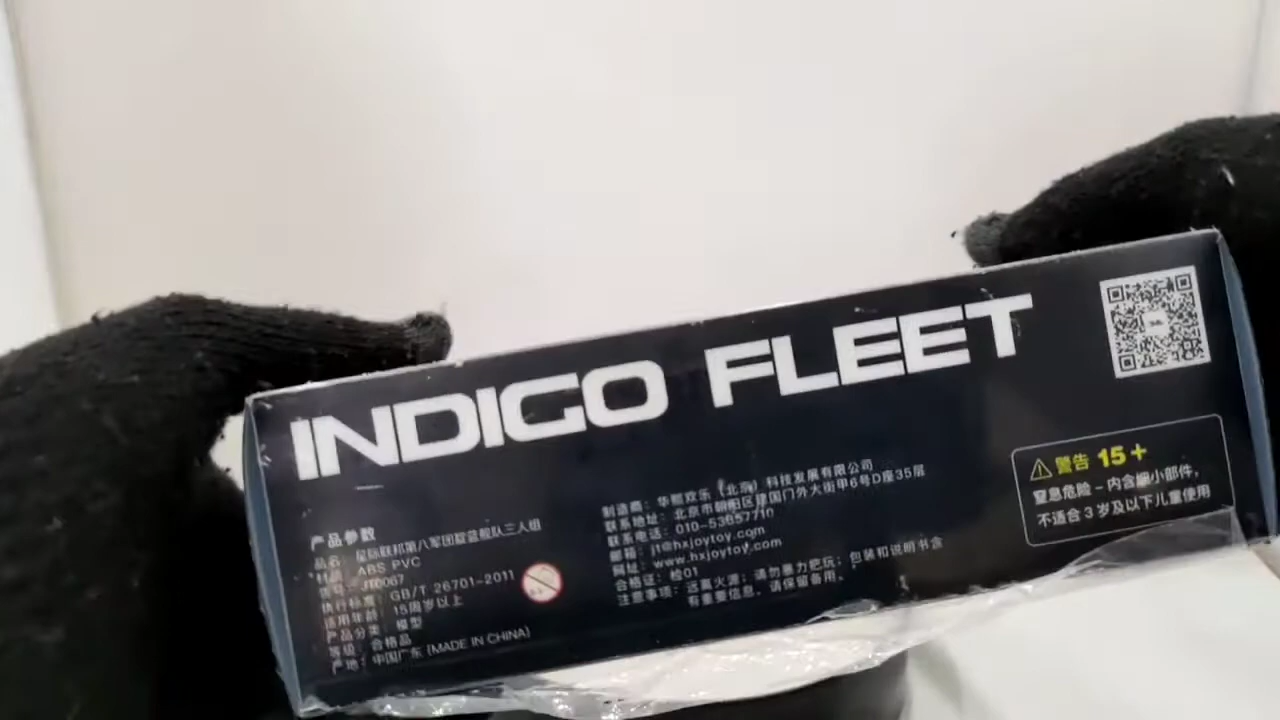 INDIGO FLEET
产品参数
品名：星际联邦第八军团靛蓝舰队三人组
材质：ABS PVC
货号：JT0067
执行标准：GB/T 26701-2011
适用年龄：15周岁以上
产品分类：模型
等级：合格品
产地：中国广东 (MADE IN CHINA)
制造商：华熙欢乐（北京）科技发展有限公司
联系地址：北京市朝阳区建国门外大街甲6号D座35层
联系电话：010-53657710
邮箱：jt@hxjoytoy.com
网址：www.hxjoytoy.com
合格证：检01
注意事项：远离火源；请勿暴力把玩；包装和说明书含
有重要信息，请保留备用。
警告 15+
窒息危险 - 内含细小部件，
不适合3岁及以下儿童使用